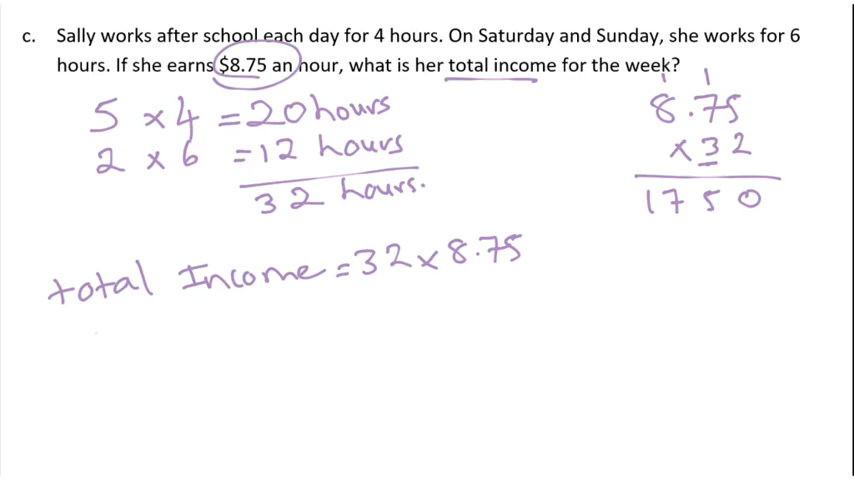 c. Sally works after school each day for 4 hours. On Saturday and Sunday, she works for 6
hours. If she earns $8.75 an hour, what is her total income for the week?
5 × 4 = 20 hours
2 × 6 = 12 hours
32 hours.
total Income = 32 × 8.75
1 1
8.75
× 32
1750